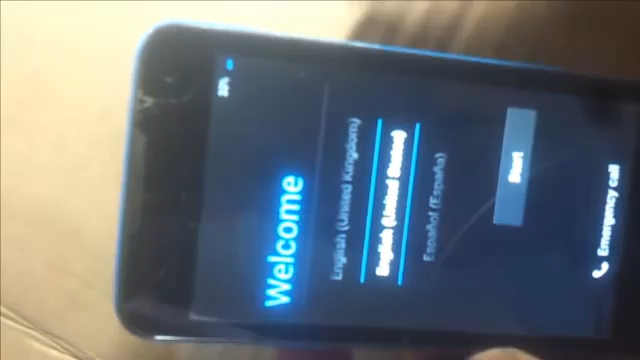 Welcome
English (United Kingdom)
English (United States)
Español (España)
Start
Emergency call